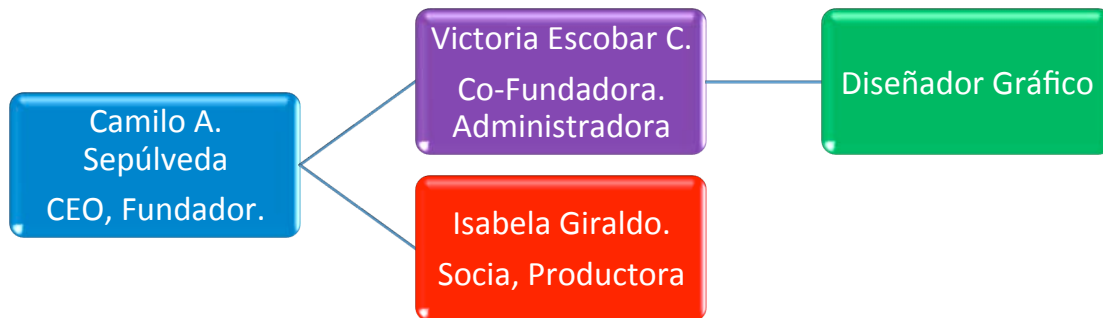 Camilo A.
Sepúlveda
CEO, Fundador.
Victoria Escobar C.
Co-Fundadora.
Administradora
Isabela Giraldo.
Socia, Productora
Diseñador Gráfico